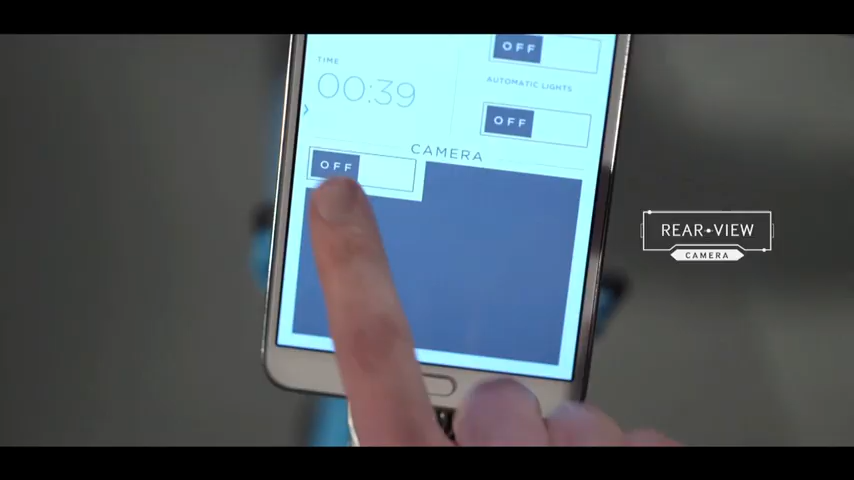 OFF
TIME
00:39
AUTOMATIC LIGHTS
OFF
CAMERA
OFF
REAR•VIEW
CAMERA